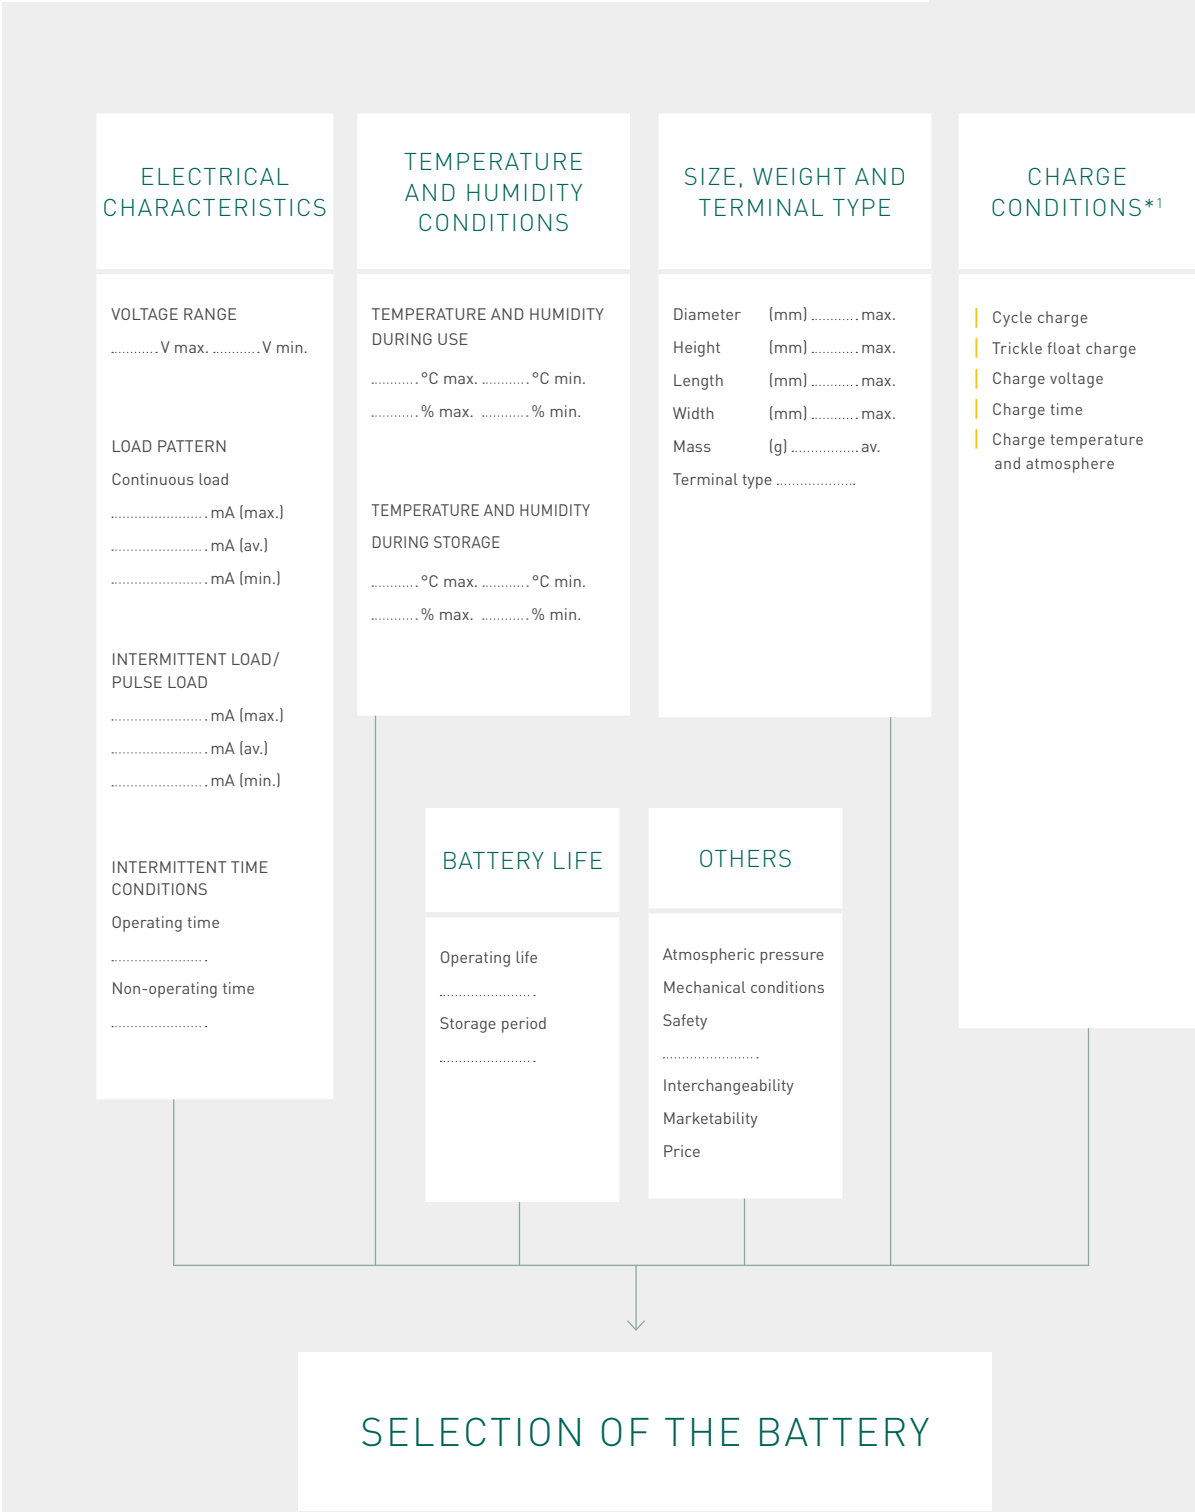 ELECTRICAL
CHARACTERISTICS
VOLTAGE RANGE
........... V max. ........... V min.
LOAD PATTERN
Continuous load
....................... mA (max.)
....................... mA (av.)
....................... mA (min.)
INTERMITTENT LOAD/
PULSE LOAD
....................... mA (max.)
....................... mA (av.)
....................... mA (min.)
INTERMITTENT TIME
CONDITIONS
Operating time
.......................
Non-operating time
.......................
TEMPERATURE
AND HUMIDITY
CONDITIONS
TEMPERATURE AND HUMIDITY
DURING USE
........... °C max. ........... °C min.
........... % max. ........... % min.
TEMPERATURE AND HUMIDITY
DURING STORAGE
........... °C max. ........... °C min.
........... % max. ........... % min.
SIZE, WEIGHT AND
TERMINAL TYPE
Diameter (mm) ........... max.
Height (mm) ........... max.
Length (mm) ........... max.
Width (mm) ........... max.
Mass (g) ................. av.
Terminal type ....................
CHARGE
CONDITIONS*1
Cycle charge
Trickle float charge
Charge voltage
Charge time
Charge temperature
and atmosphere
BATTERY LIFE
Operating life
.......................
Storage period
.......................
OTHERS
Atmospheric pressure
Mechanical conditions
Safety
.......................
Interchangeability
Marketability
Price
SELECTION OF THE BATTERY